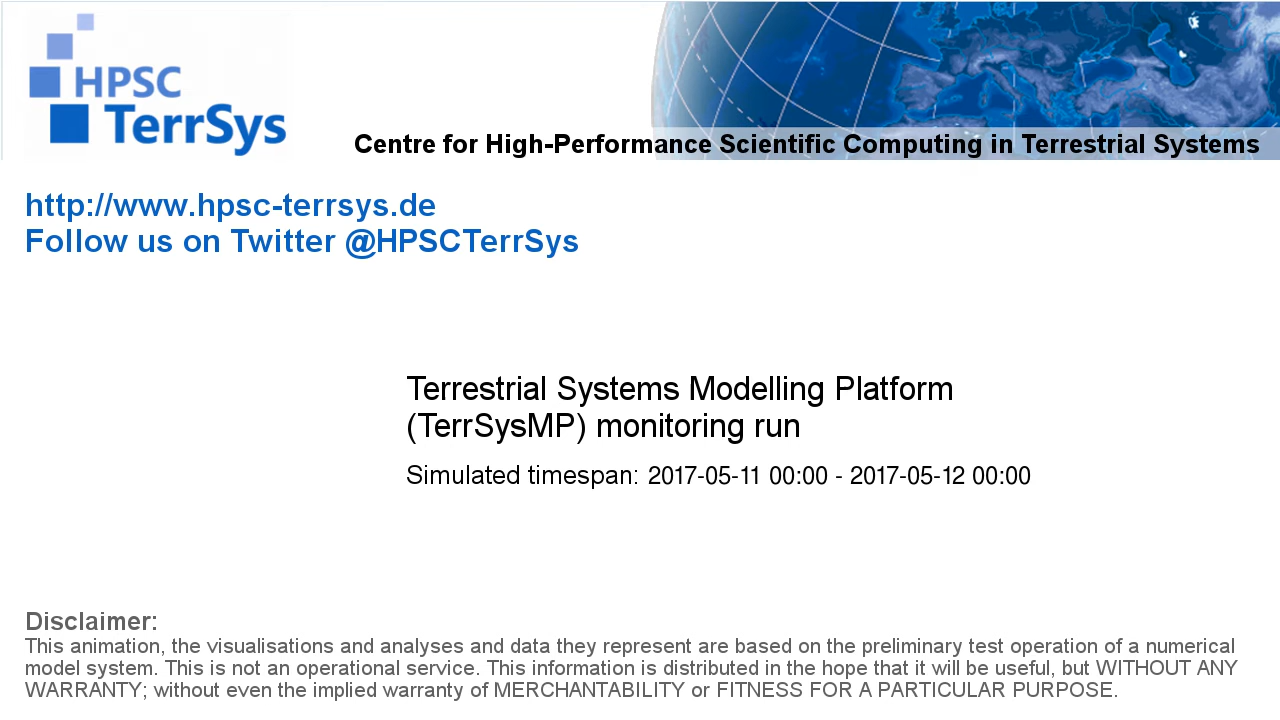 HPSC
TerrSys
Centre for High-Performance Scientific Computing in Terrestrial Systems
http://www.hpsc-terrsys.de
Follow us on Twitter @HPSCTerrSys
Terrestrial Systems Modelling Platform
(TerrSysMP) monitoring run
Simulated timespan: 2017-05-11 00:00 - 2017-05-12 00:00
Disclaimer:
This animation, the visualisations and analyses and data they represent are based on the preliminary test operation of a numerical
model system. This is not an operational service. This information is distributed in the hope that it will be useful, but WITHOUT ANY
WARRANTY; without even the implied warranty of MERCHANTABILITY or FITNESS FOR A PARTICULAR PURPOSE.